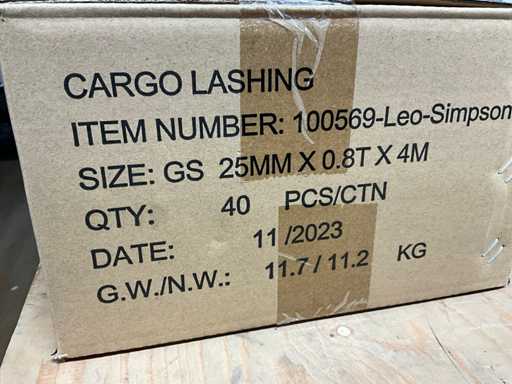 CARGO LASHING
ITEM NUMBER: 100569-Leo-Simpson
SIZE: GS 25MM X 0.8T X 4M
QTY: 40 PCS/CTN
DATE: 11 /2023
G.W./N.W.: 11.7 / 11.2 KG